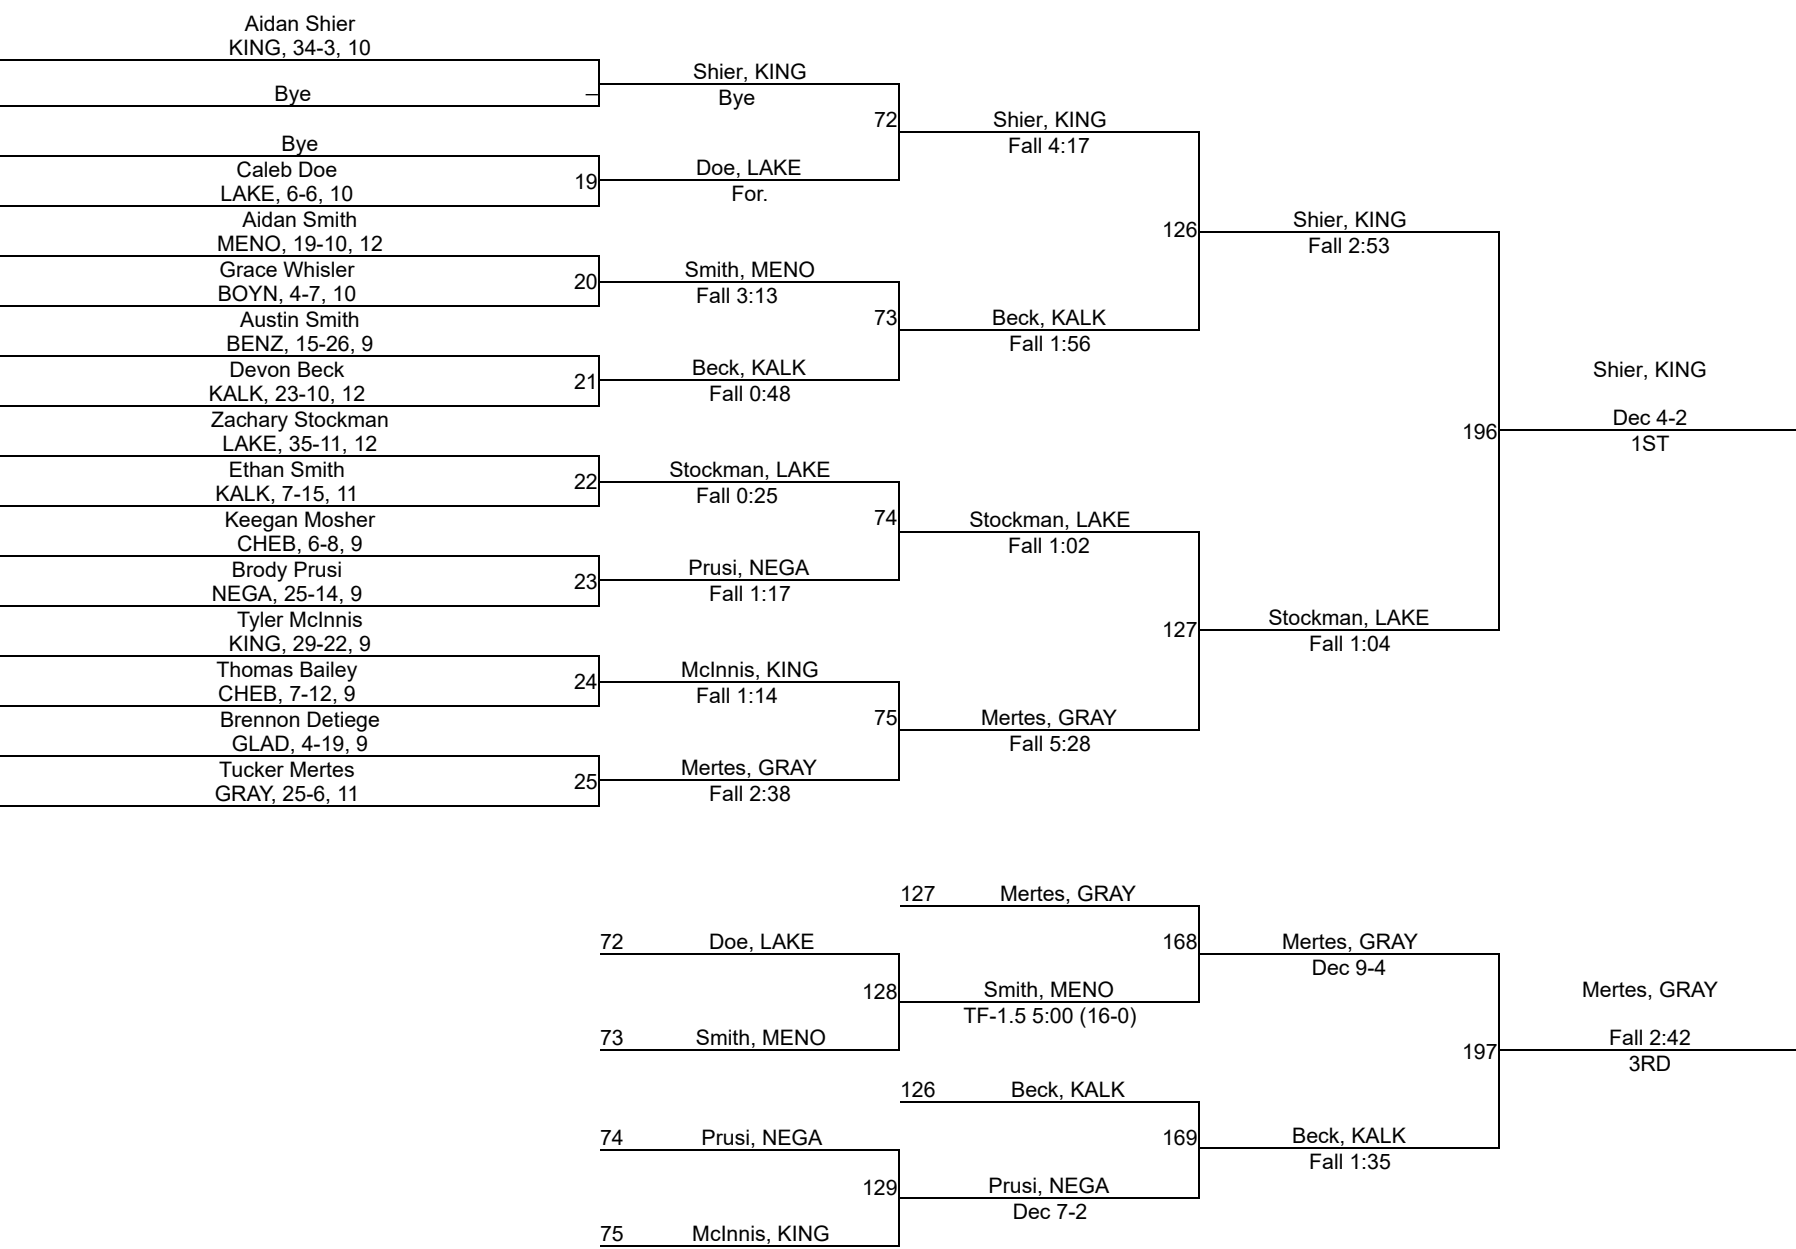 Aidan Shier
KING, 34-3, 10
Bye
Bye
Caleb Doe
LAKE, 6-6, 10
19
Aidan Smith
MENO, 19-10, 12
Grace Whisler
BOYN, 4-7, 10
20
Austin Smith
BENZ, 15-26, 9
Devon Beck
KALK, 23-10, 12
21
Zachary Stockman
LAKE, 35-11, 12
Ethan Smith
KALK, 7-15, 11
22
Keegan Mosher
CHEB, 6-8, 9
Brody Prusi
NEGA, 25-14, 9
23
Tyler McInnis
KING, 29-22, 9
Thomas Bailey
CHEB, 7-12, 9
24
Brennon Detiege
GLAD, 4-19, 9
Tucker Mertes
GRAY, 25-6, 11
25
Shier, KING
Bye
72
Doe, LAKE
For.
Smith, MENO
Fall 3:13
73
Beck, KALK
Fall 0:48
Stockman, LAKE
Fall 0:25
74
Prusi, NEGA
Fall 1:17
McInnis, KING
Fall 1:14
75
Mertes, GRAY
Fall 2:38
Shier, KING
Fall 4:17
126
Beck, KALK
Fall 1:56
Stockman, LAKE
Fall 1:02
127
Mertes, GRAY
Fall 5:28
Shier, KING
Fall 2:53
196
Stockman, LAKE
Fall 1:04
Shier, KING
Dec 4-2
1ST
72 Doe, LAKE
128
73 Smith, MENO
74 Prusi, NEGA
129
75 McInnis, KING
127 Mertes, GRAY
168
Smith, MENO
TF-1.5 5:00 (16-0)
126 Beck, KALK
169
Prusi, NEGA
Dec 7-2
Mertes, GRAY
Dec 9-4
197
Beck, KALK
Fall 1:35
Mertes, GRAY
Fall 2:42
3RD